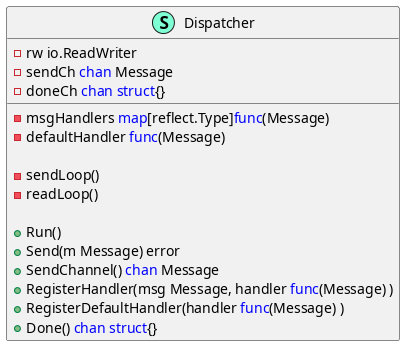 S Dispatcher
rw io.ReadWriter
sendCh chan Message
doneCh chan struct{}
msgHandlers map[reflect.Type]func(Message)
defaultHandler func(Message)
sendLoop()
readLoop()
Run()
Send(m Message) error
SendChannel() chan Message
RegisterHandler(msg Message, handler func(Message) )
RegisterDefaultHandler(handler func(Message) )
Done() chan struct{}